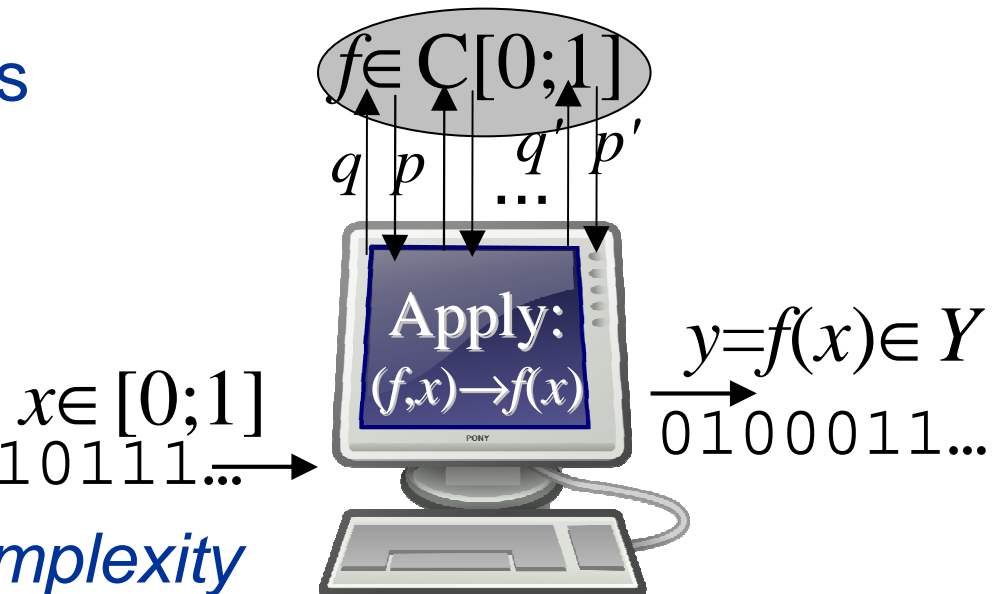 s
f∈C[0;1]
q p ... q' p'
Apply:
(f,x)→f(x)
PONY
y=f(x)∈Y
x∈[0;1]
0100011...
10111...
mplexity